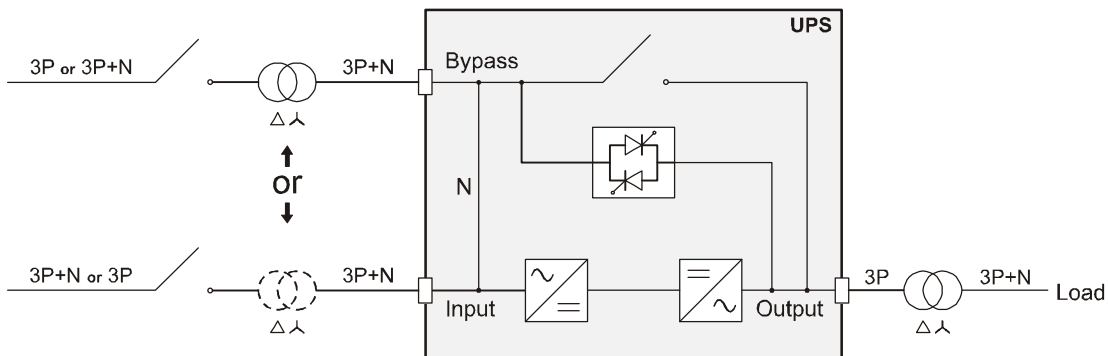 UPS
3P or 3P+N
3P+N
Bypass
or
N
3P+N or 3P
3P+N
Input
Output
3P
3P+N
Load